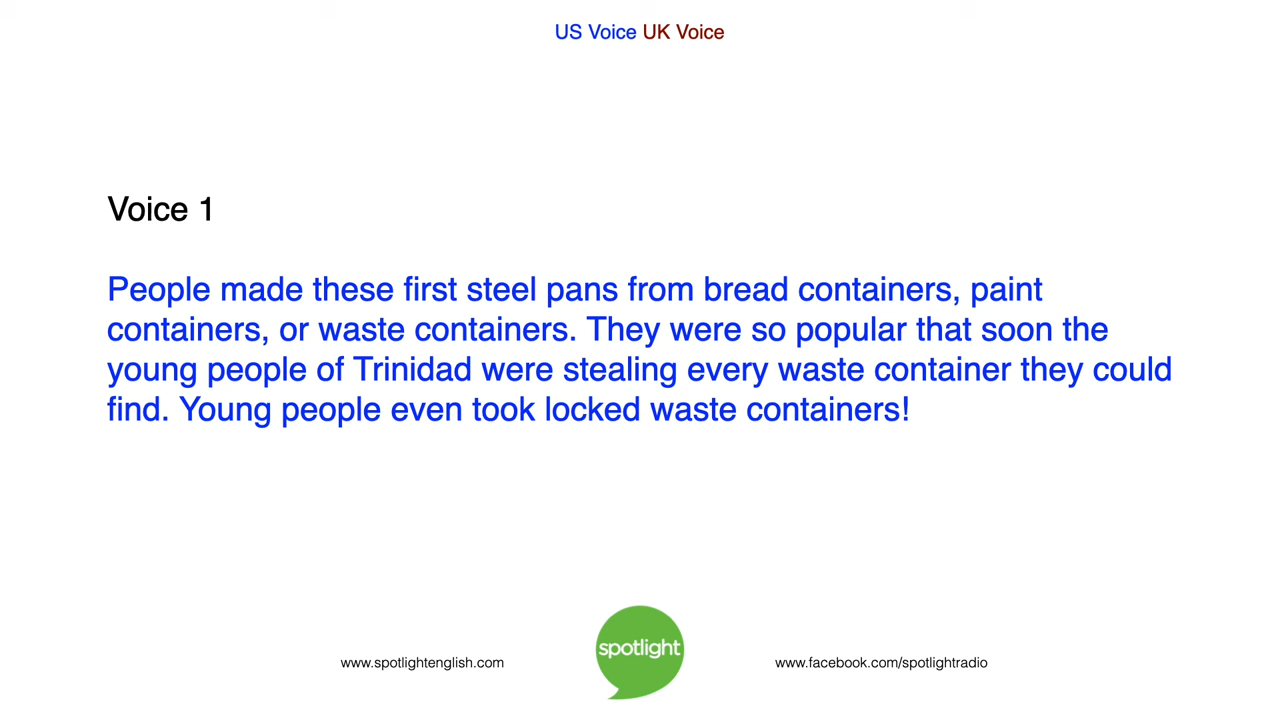 US Voice UK Voice
Voice 1
People made these first steel pans from bread containers, paint
containers, or waste containers. They were so popular that soon the
young people of Trinidad were stealing every waste container they could
find. Young people even took locked waste containers!
spotlight
www.spotlightenglish.com
www.facebook.com/spotlightradio